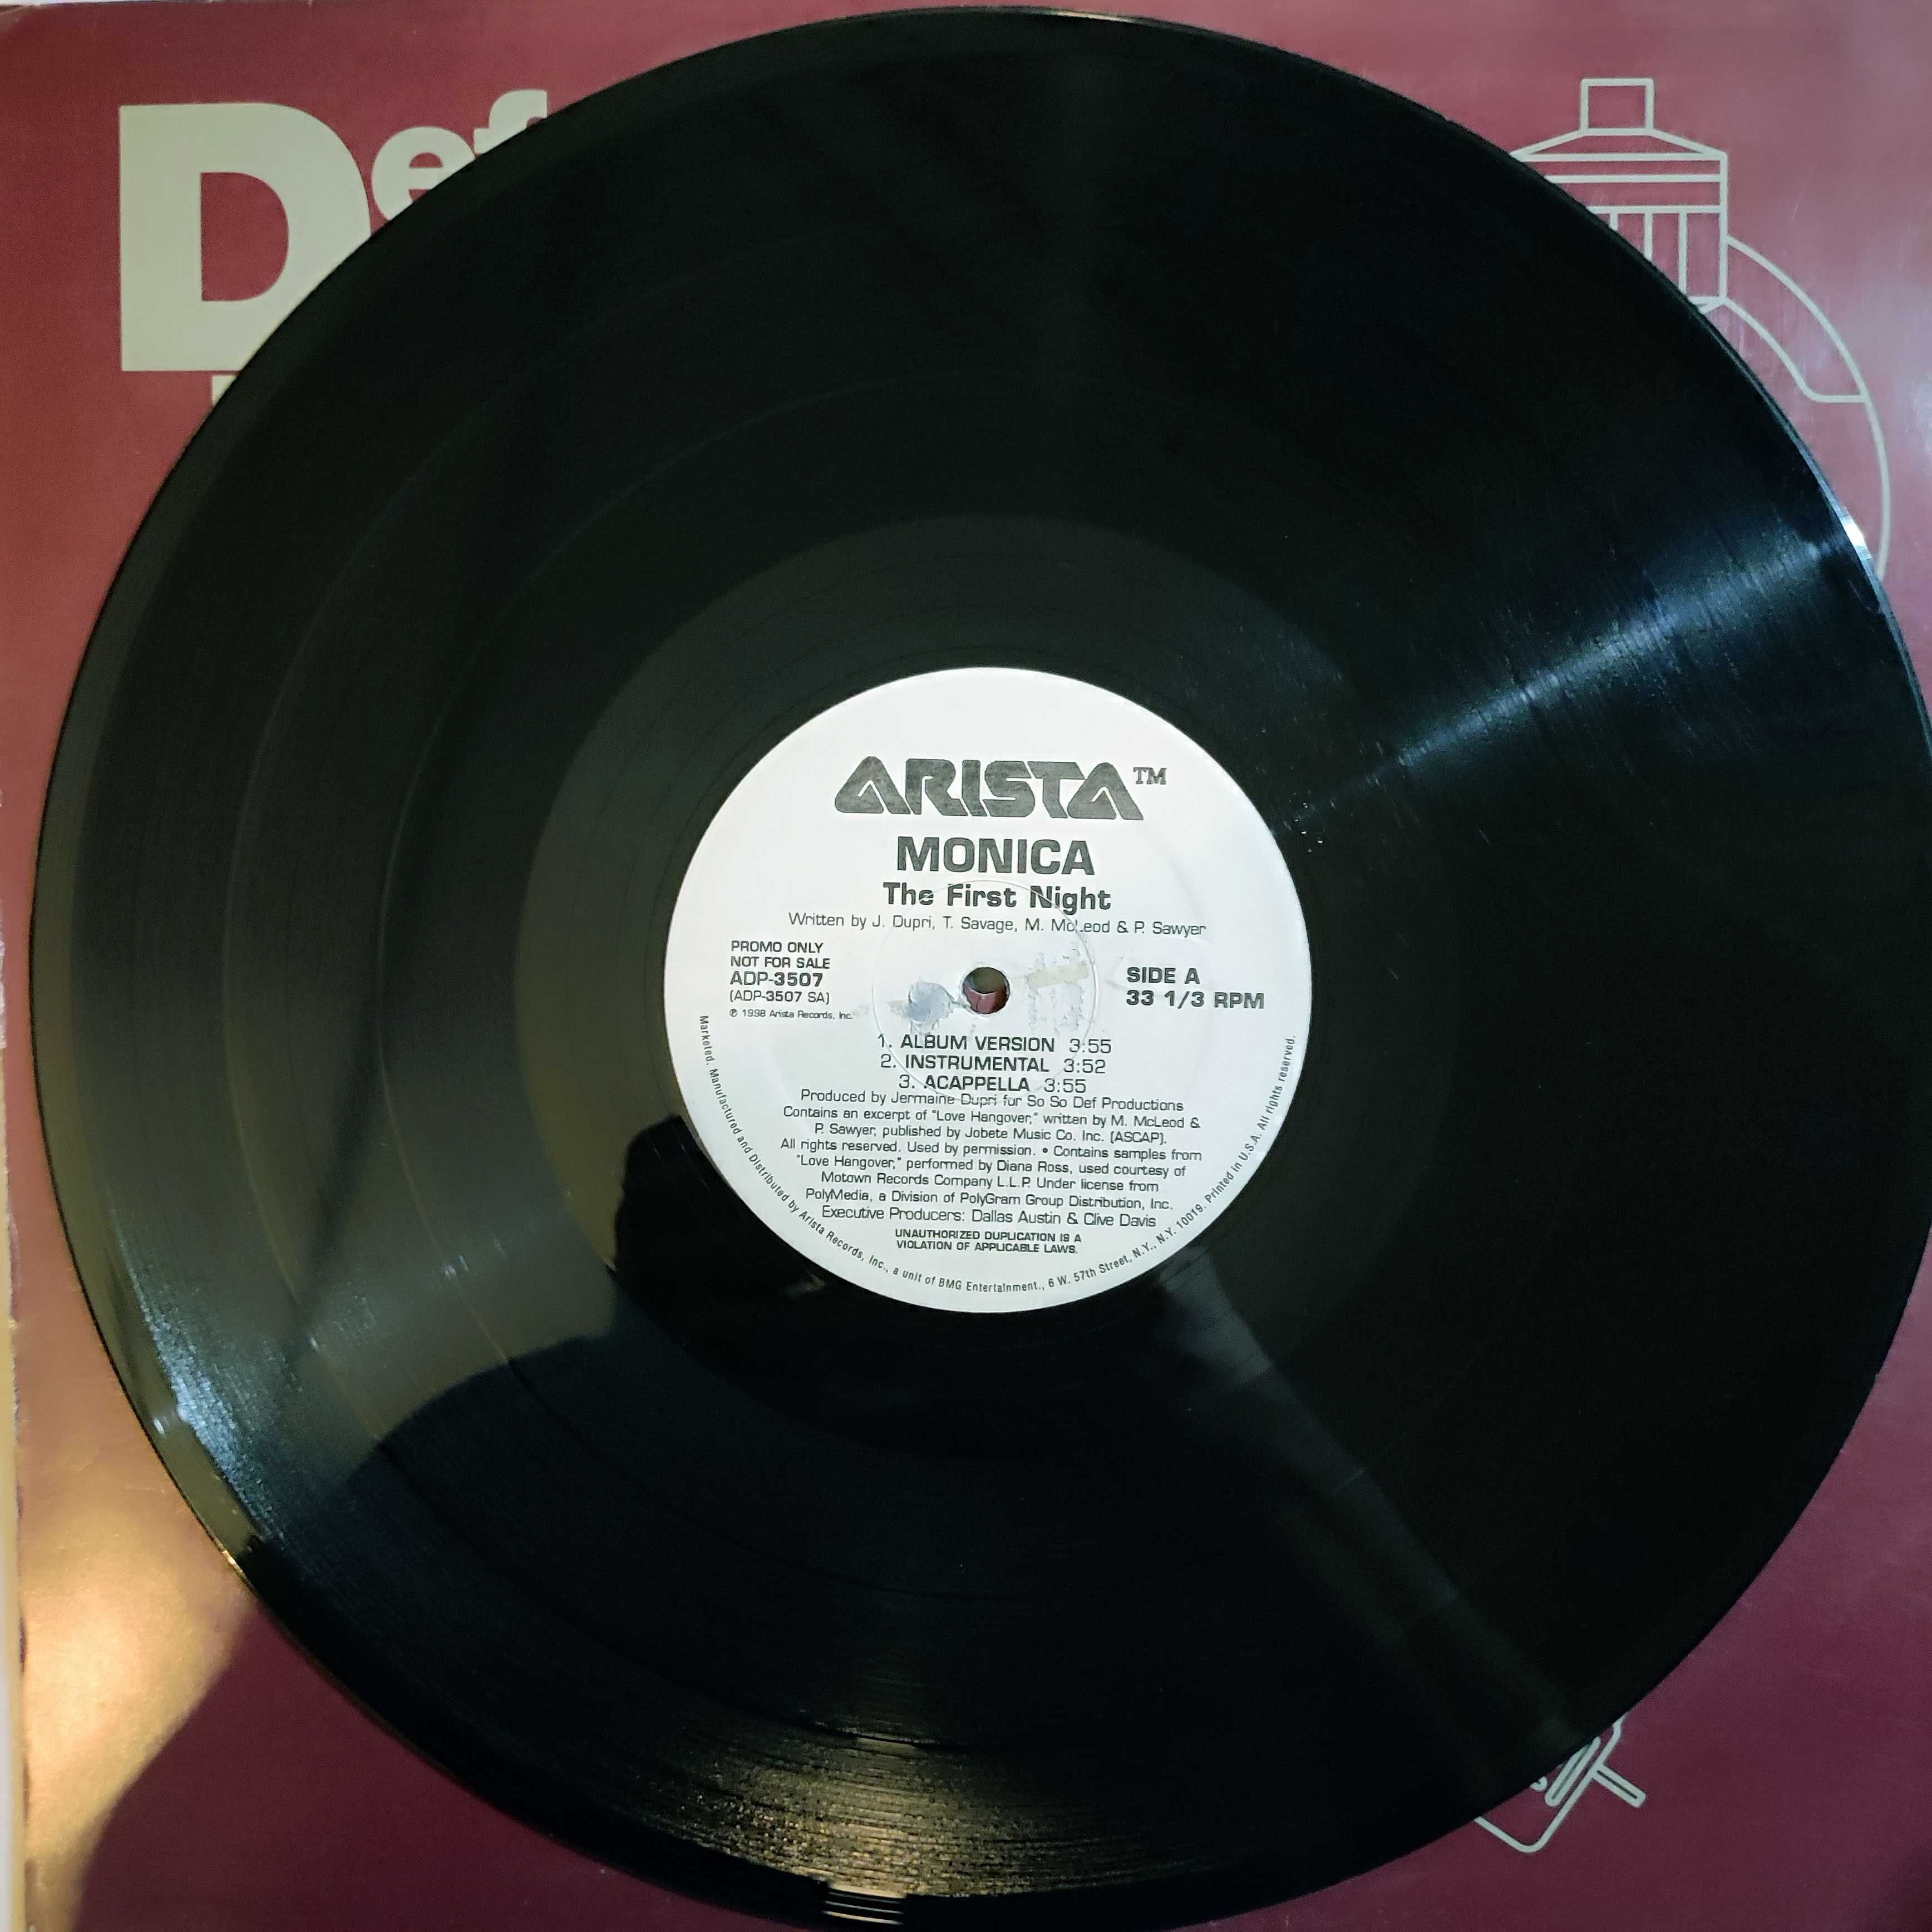 Def
ARISTA™
MONICA
The First Night
Written by J. Dupri, T. Savage, M. McLeod & P. Sawyer
PROMO ONLY
NOT FOR SALE
ADP-3507
(ADP-3507 SA)
℗ 1998 Arista Records, Inc.
SIDE A
33 1/3 RPM
1. ALBUM VERSION 3:55
2. INSTRUMENTAL 3:52
3. ACAPPELLA 3:55
Produced by Jermaine Dupri for So So Def Productions
Contains an excerpt of "Love Hangover," written by M. McLeod &
P. Sawyer, published by Jobete Music Co. Inc. (ASCAP).
All rights reserved. Used by permission. • Contains samples from
"Love Hangover," performed by Diana Ross, used courtesy of
Motown Records Company L.L.P. Under license from
PolyMedia, a Division of PolyGram Group Distribution, Inc.
Executive Producers: Dallas Austin & Clive Davis
UNAUTHORIZED DUPLICATION IS A
VIOLATION OF APPLICABLE LAWS.
Marketed, Manufactured and Distributed by Arista Records, Inc., a unit of BMG Entertainment., 6 W. 57th Street, N.Y., N.Y. 10019. Printed in U.S.A. All rights reserved.